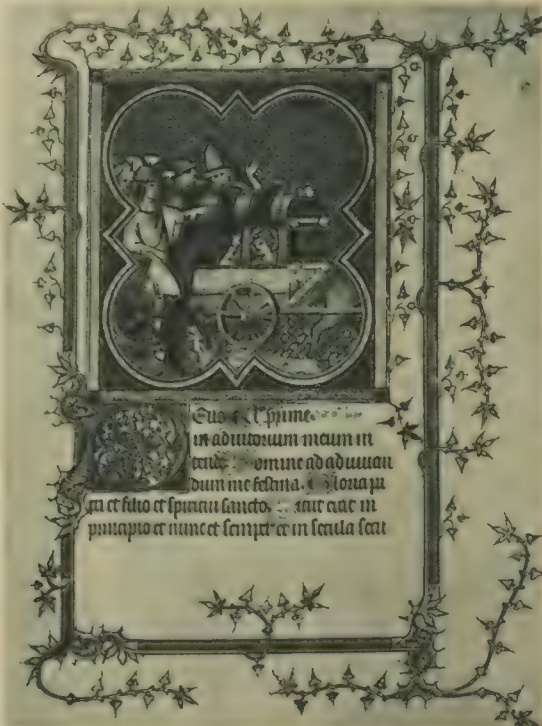 Eus prime
in adiutorium meum in
omine ad adiuuan
dum me festina. loria pa
tri et filio et spiritui sancto. icut erat in
principio et nunc et semper et in secula secu